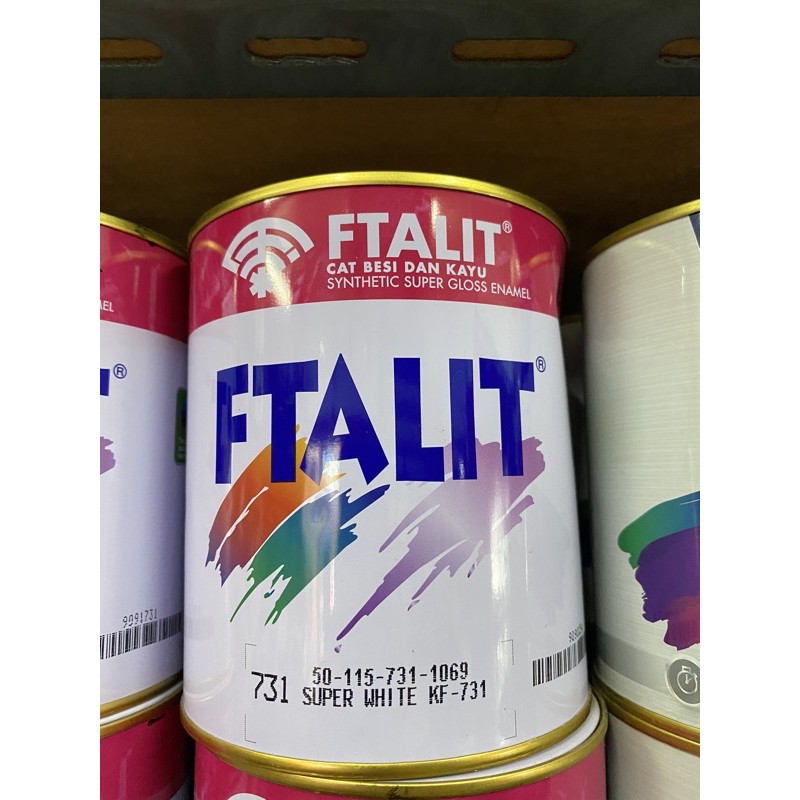 FTALIT®
CAT BESI DAN KAYU
SYNTHETIC SUPER GLOSS ENAMEL
FTALIT®
50-115-731-1069
731 SUPER WHITE KF-731
9091731
®